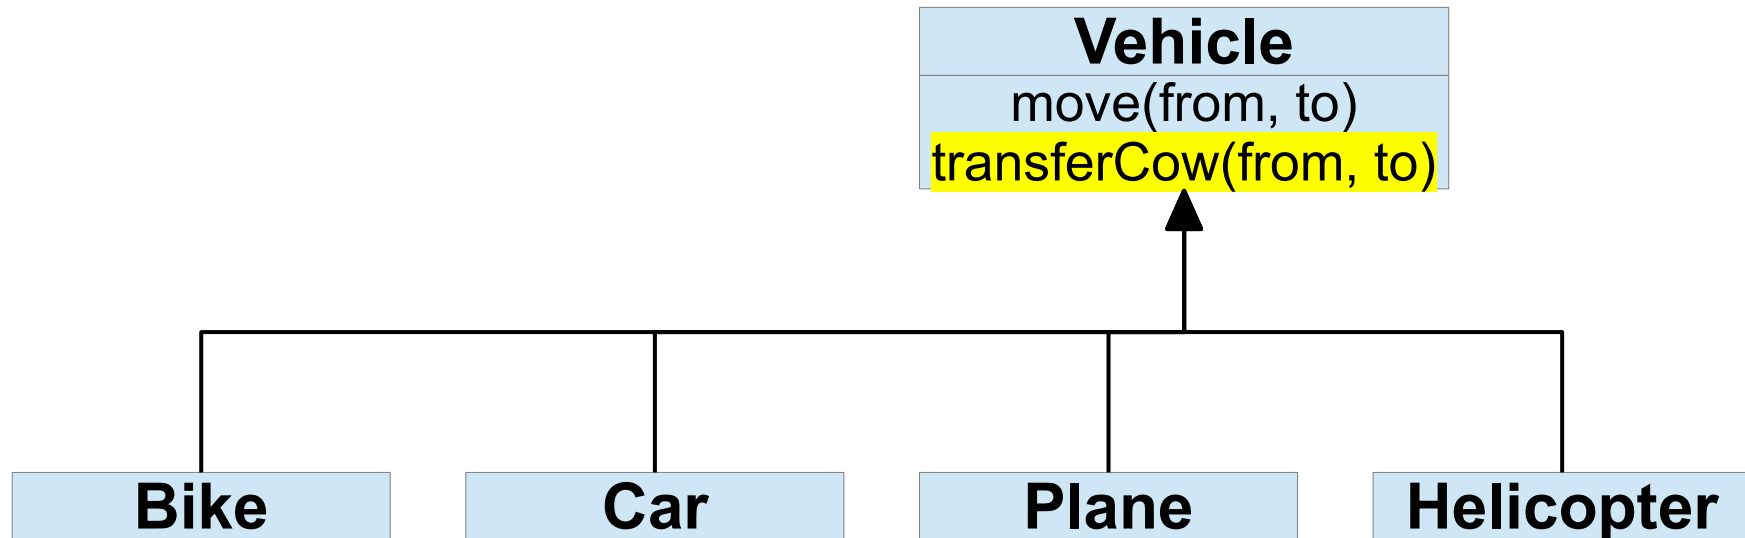 Vehicle
move(from, to)
transferCow(from, to)
Bike
Car
Plane
Helicopter